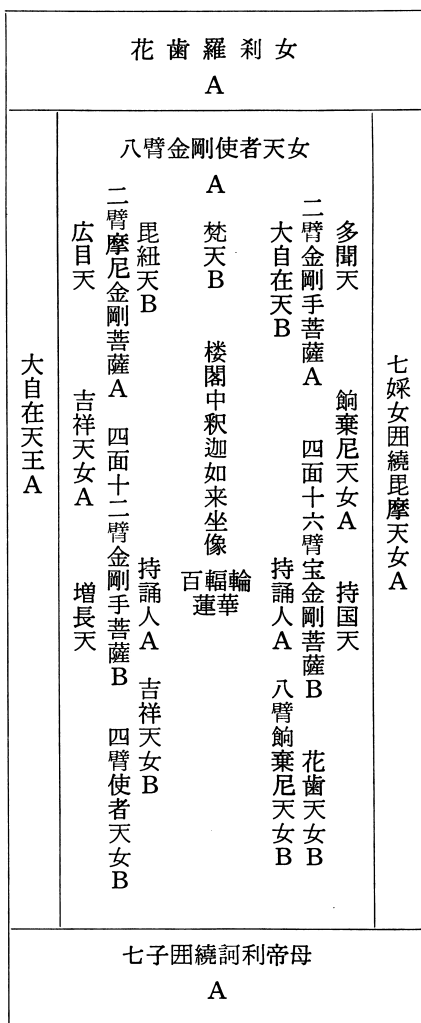 花歯羅刹女
A
八臂金剛使者天女
A
七婇女囲繞毘摩天女A
多聞天 餉棄尼天女A 持国天
二臂金剛手菩薩A 四面十六臂宝金剛菩薩B 花歯天女B
大自在天B 持誦人A 八臂餉棄尼天女B
梵天B 楼閣中釈迦如来坐像
百輻輪
蓮華
毘紐天B 持誦人A 吉祥天女B
二臂摩尼金剛菩薩A 四面十二臂金剛手菩薩B 四臂使者天女B
広目天 吉祥天女A 増長天
大自在天王A
七子囲繞訶利帝母
A